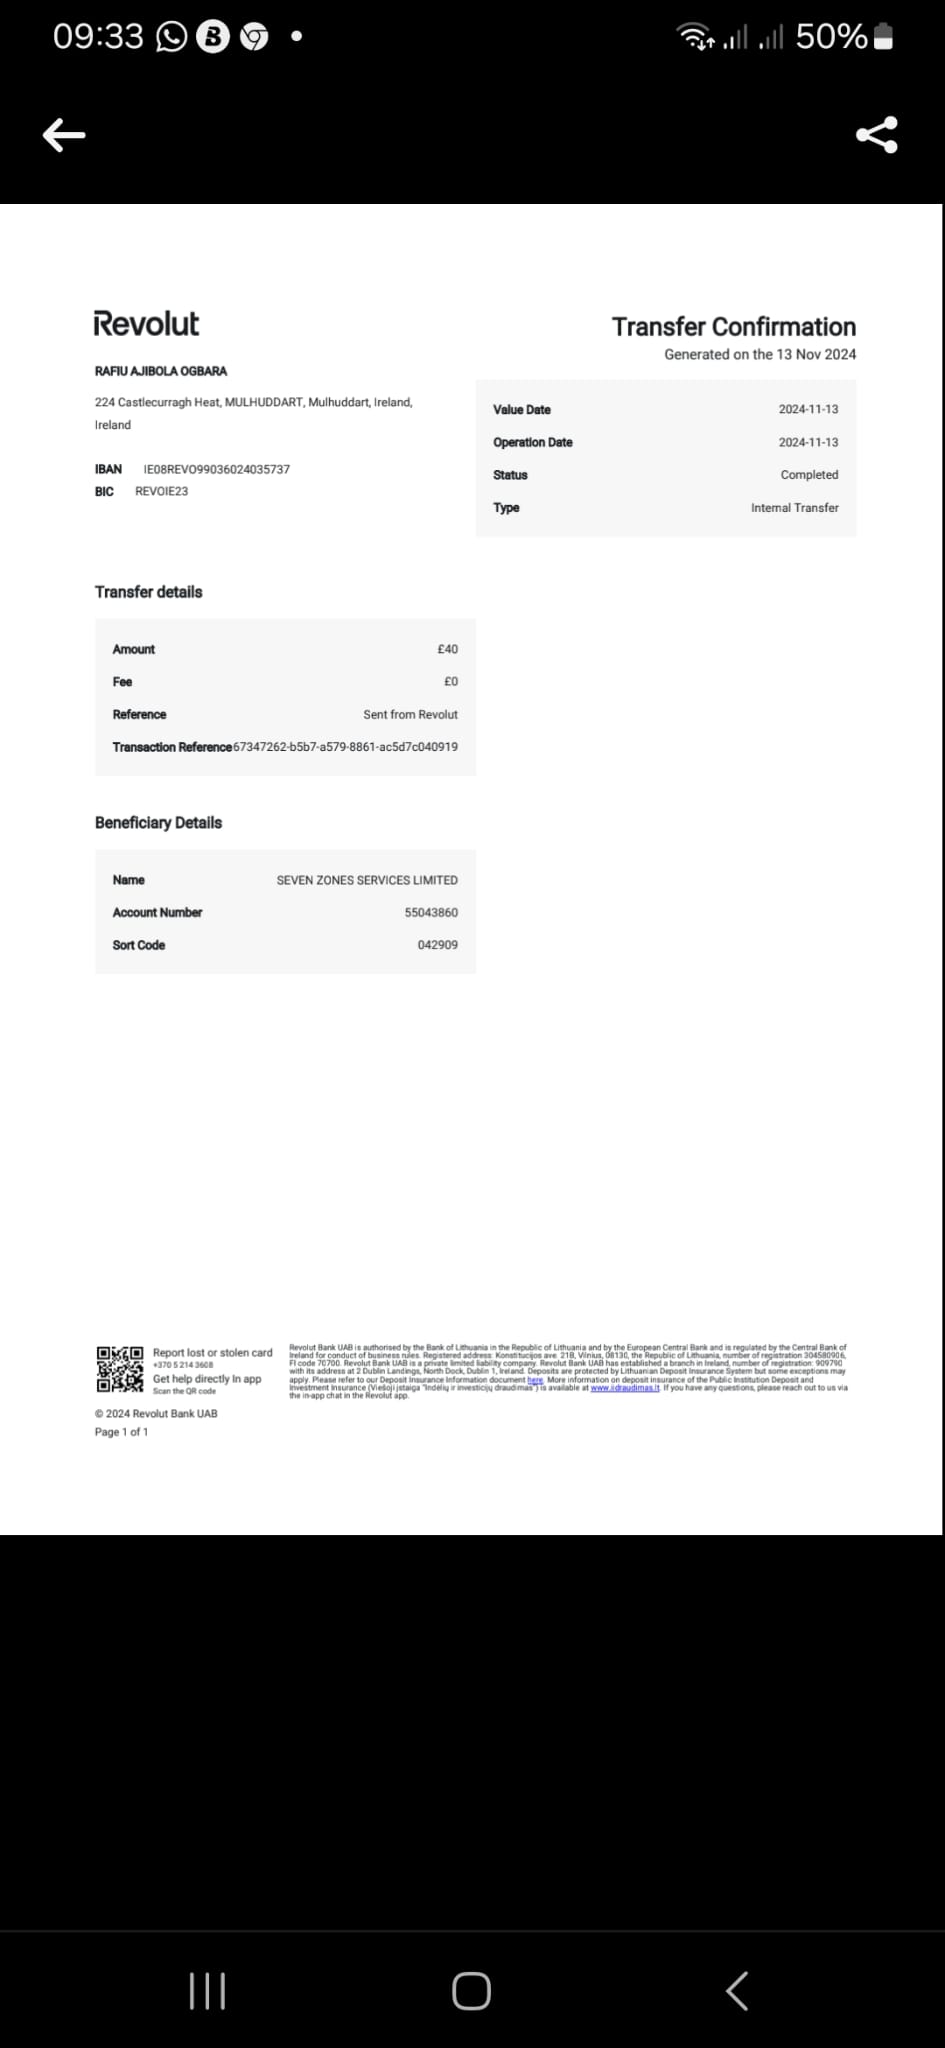 09:33
50%
Revolut
Transfer Confirmation
Generated on the 13 Nov 2024
RAFIU AJIBOLA OGBARA
224 Castlecurragh Heat, MULHUDDART, Mulhuddart, Ireland,
Ireland
IBAN IE08REVO99036024035737
BIC REVOIE23
Value Date 2024-11-13
Operation Date 2024-11-13
Status Completed
Type Internal Transfer
Transfer details
Amount £40
Fee £0
Reference Sent from Revolut
Transaction Reference 67347262-b5b7-a579-8861-ac5d7c040919
Beneficiary Details
Name SEVEN ZONES SERVICES LIMITED
Account Number 55043860
Sort Code 042909
Report lost or stolen card
+370 5 214 3608
Get help directly In app
Scan the QR code
© 2024 Revolut Bank UAB
Page 1 of 1
Revolut Bank UAB is authorised by the Bank of Lithuania in the Republic of Lithuania and by the European Central Bank and is regulated by the Central Bank of
Ireland for conduct of business rules. Registered address: Konstitucijos ave. 21B, Vilnius, 08130, the Republic of Lithuania, number of registration 304580906,
FI code 70700. Revolut Bank UAB is a private limited liability company. Revolut Bank UAB has established a branch in Ireland, number of registration: 909790
with its address at 2 Dublin Landings, North Dock, Dublin 1, Ireland. Deposits are protected by Lithuanian Deposit Insurance System but some exceptions may
apply. Please refer to our Deposit Insurance Information document here. More information on deposit insurance of the Public Institution Deposit and
Investment Insurance (Viešoji įstaiga "Indėlių ir investicijų draudimas") is available at www.iidraudimas.lt. If you have any questions, please reach out to us via
the in-app chat in the Revolut app.